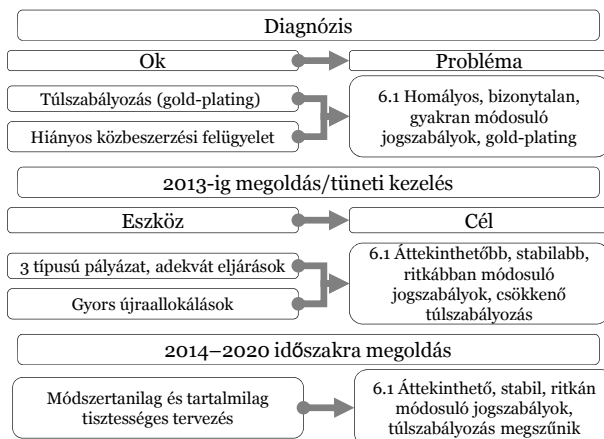 Diagnózis
Ok
Probléma
Túlszabályozás (gold-plating)
Hiányos közbeszerzési felügyelet
6.1 Homályos, bizonytalan,
gyakran módosuló
jogszabályok, gold-plating
2013-ig megoldás/tüneti kezelés
Eszköz
Cél
3 típusú pályázat, adekvát eljárások
Gyors újraallokálások
6.1 Áttekinthetőbb, stabilabb,
ritkábban módosuló
jogszabályok, csökkenő
túlszabályozás
2014–2020 időszakra megoldás
Módszertanilag és tartalmilag
tisztességes tervezés
6.1 Áttekinthető, stabil, ritkán
módosuló jogszabályok,
túlszabályozás megszűnik